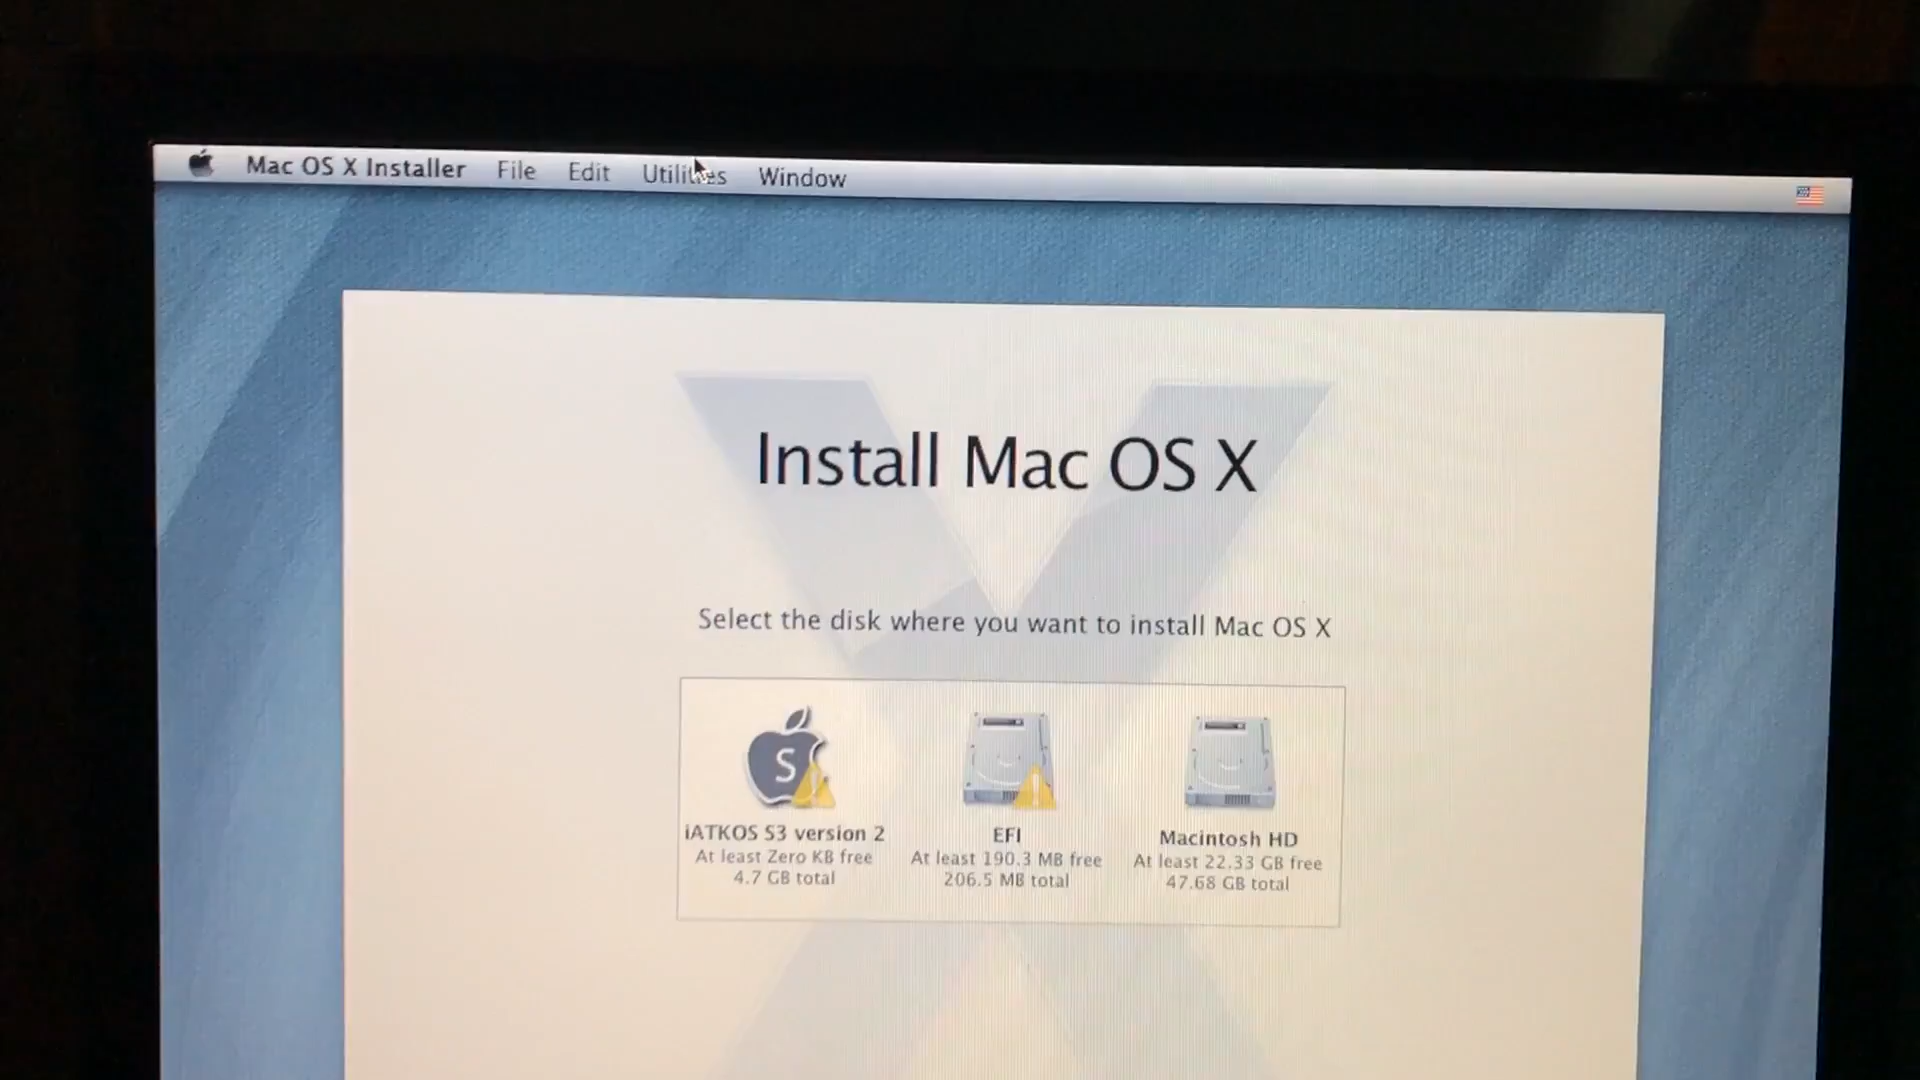 Mac OS X Installer File Edit Utilities Window
Install Mac OS X
Select the disk where you want to install Mac OS X
S
iATKOS S3 version 2
At least Zero KB free
4.7 GB total
EFI
At least 190.3 MB free
206.5 MB total
Macintosh HD
At least 22.33 GB free
47.68 GB total